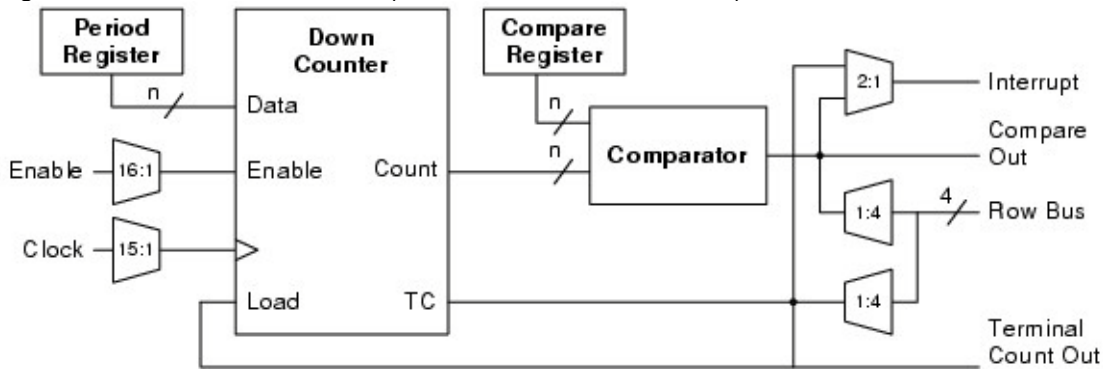 Period
Register
Down
Counter
Compare
Register
n
Data
n
2:1
Interrupt
Enable
16:1
Enable
Count
n
Comparator
Compare
Out
Clock
15:1
1:4
4
Row Bus
Load
TC
1:4
Terminal
Count Out